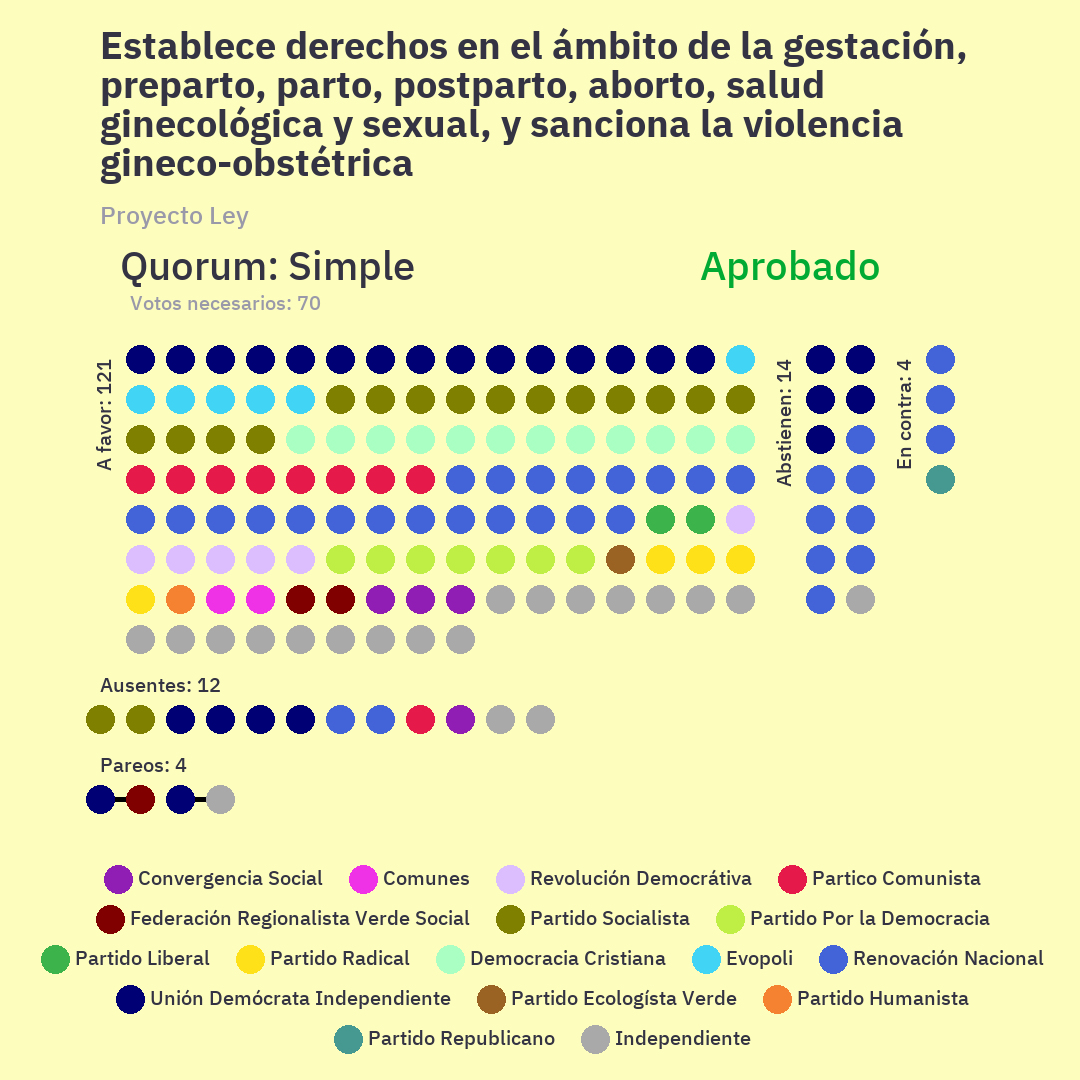 Establece derechos en el ámbito de la gestación,
preparto, parto, postparto, aborto, salud
ginecológica y sexual, y sanciona la violencia
gineco-obstétrica
Proyecto Ley
Quorum: Simple
Aprobado
Votos necesarios: 70
A favor: 121
Abstienen: 14
En contra: 4
Ausentes: 12
Pareos: 4
Convergencia Social
Comunes
Revolución Democrátiva
Partico Comunista
Federación Regionalista Verde Social
Partido Socialista
Partido Por la Democracia
Partido Liberal
Partido Radical
Democracia Cristiana
Evopoli
Renovación Nacional
Unión Demócrata Independiente
Partido Ecologísta Verde
Partido Humanista
Partido Republicano
Independiente